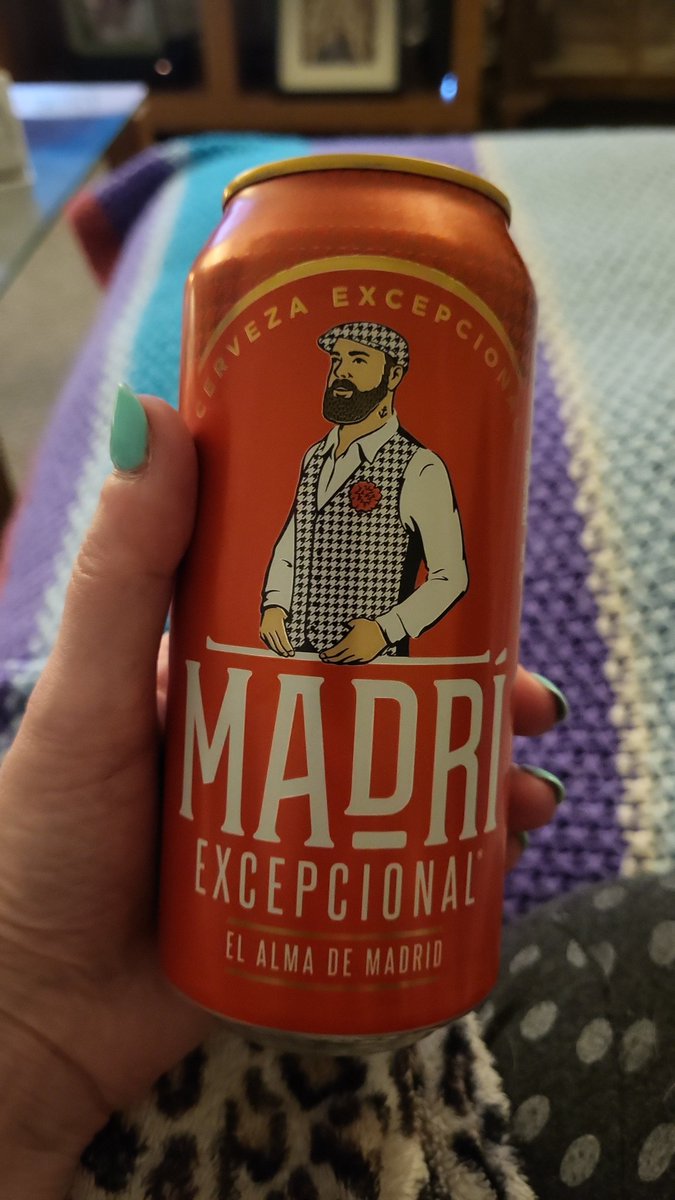 CERVEZA EXCEPCIONAL
MADRÍ
EXCEPCIONAL
EL ALMA DE MADRID